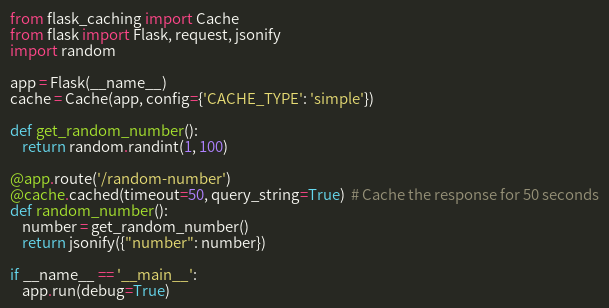 from flask_caching import Cache
from flask import Flask, request, jsonify
import random

app = Flask(__name__)
cache = Cache(app, config={'CACHE_TYPE': 'simple'})

def get_random_number():
    return random.randint(1, 100)

@app.route('/random-number')
@cache.cached(timeout=50, query_string=True)  # Cache the response for 50 seconds
def random_number():
    number = get_random_number()
    return jsonify({"number": number})

if __name__ == '__main__':
    app.run(debug=True)